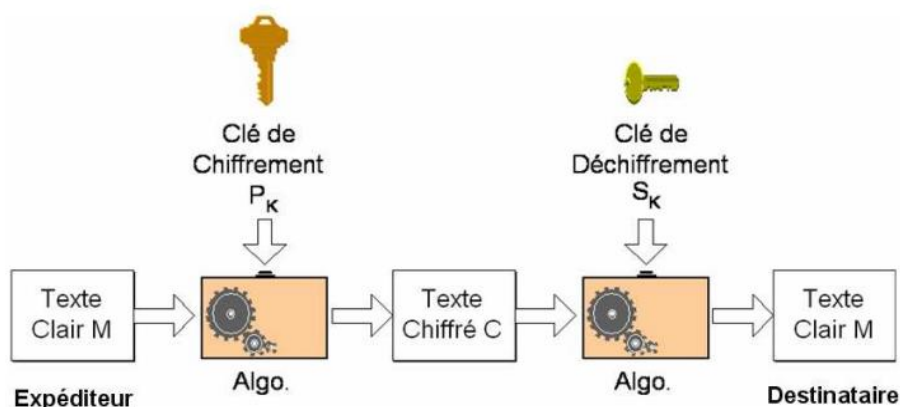 Clé de
Chiffrement
PK
Clé de
Déchiffrement
SK
Texte
Clair M
Algo.
Texte
Chiffré C
Algo.
Texte
Clair M
Expéditeur
Destinataire